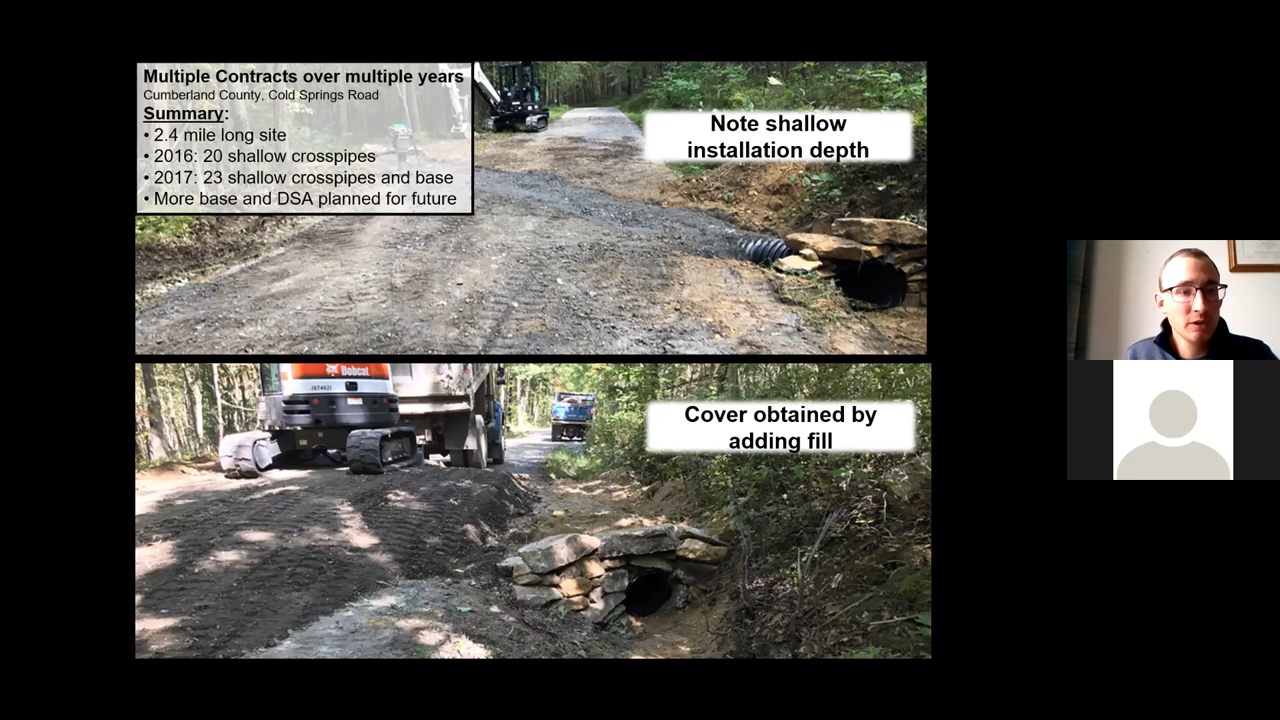 Multiple Contracts over multiple years
Cumberland County, Cold Springs Road
Summary:
• 2.4 mile long site
• 2016: 20 shallow crosspipes
• 2017: 23 shallow crosspipes and base
• More base and DSA planned for future
Note shallow
installation depth
Bobcat
Cover obtained by
adding fill